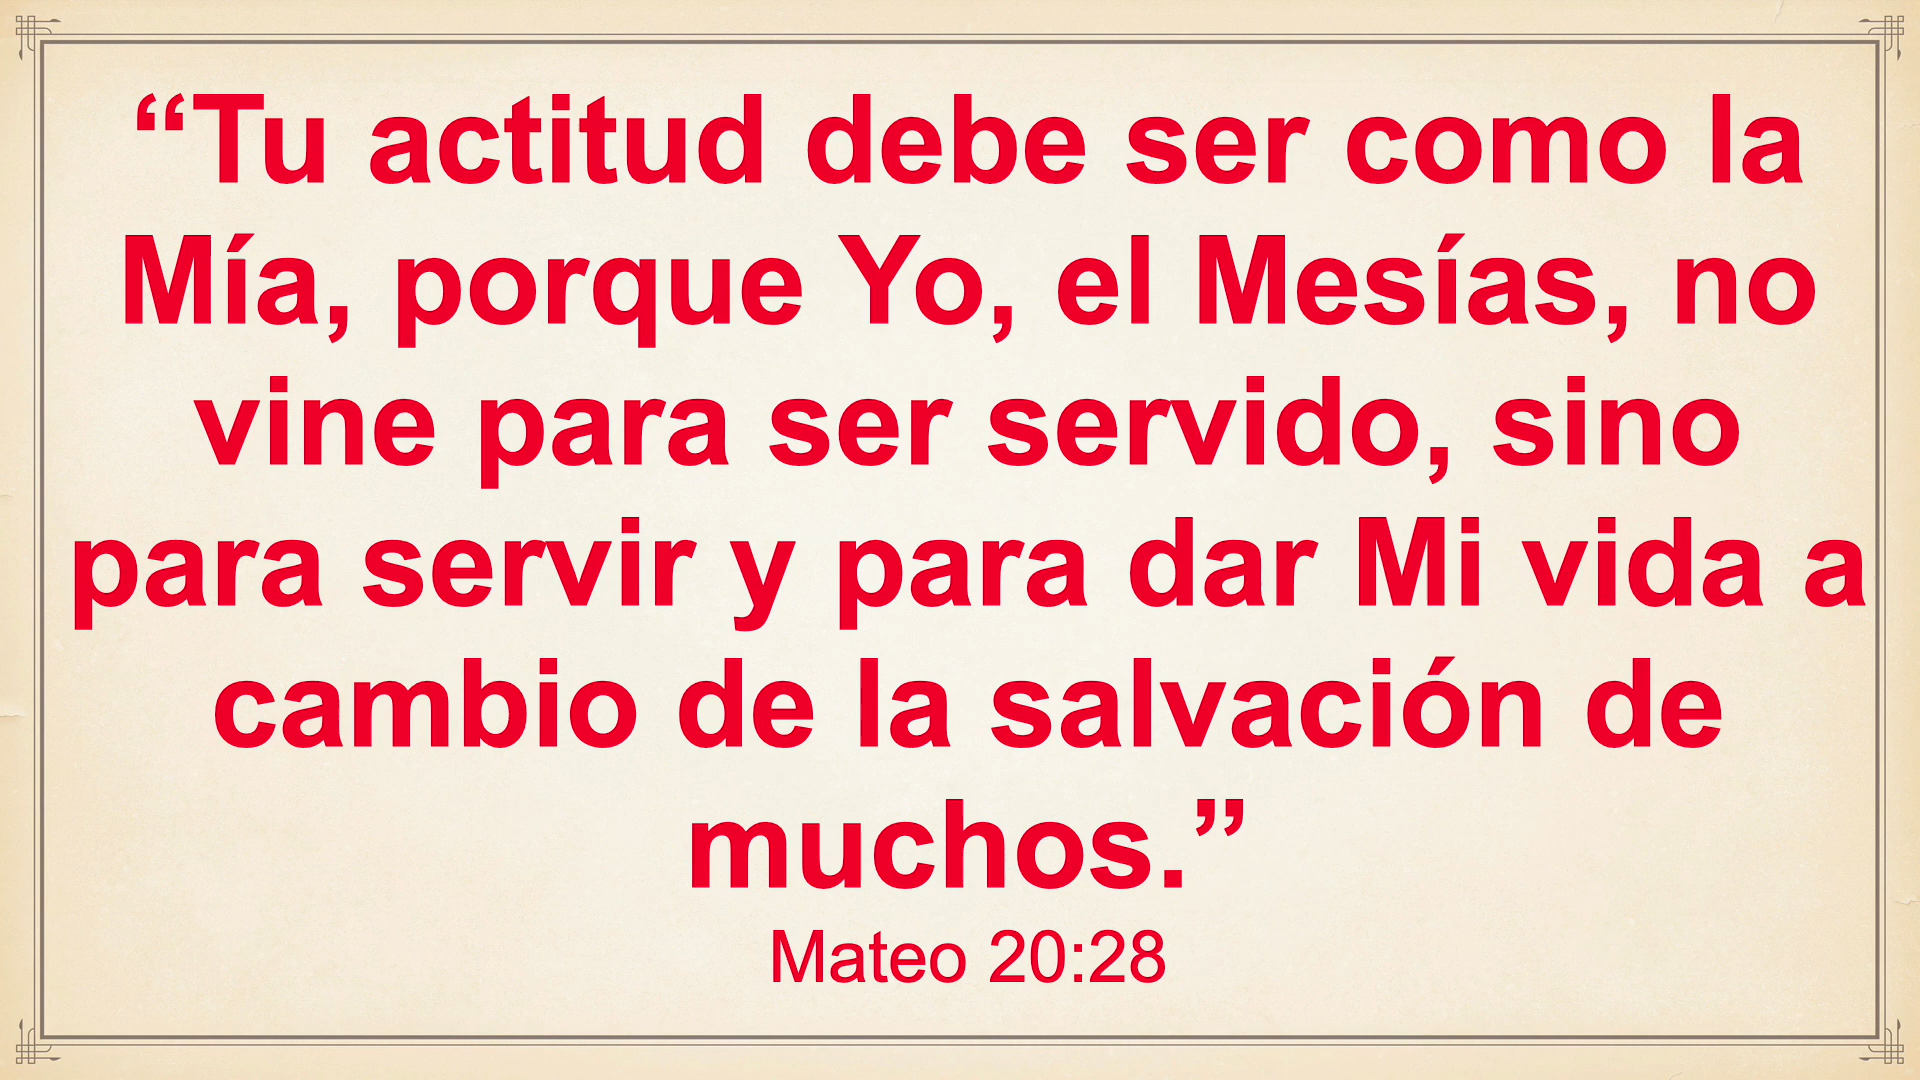 “Tu actitud debe ser como la
Mía, porque Yo, el Mesías, no
vine para ser servido, sino
para servir y para dar Mi vida a
cambio de la salvación de
muchos.”
Mateo 20:28